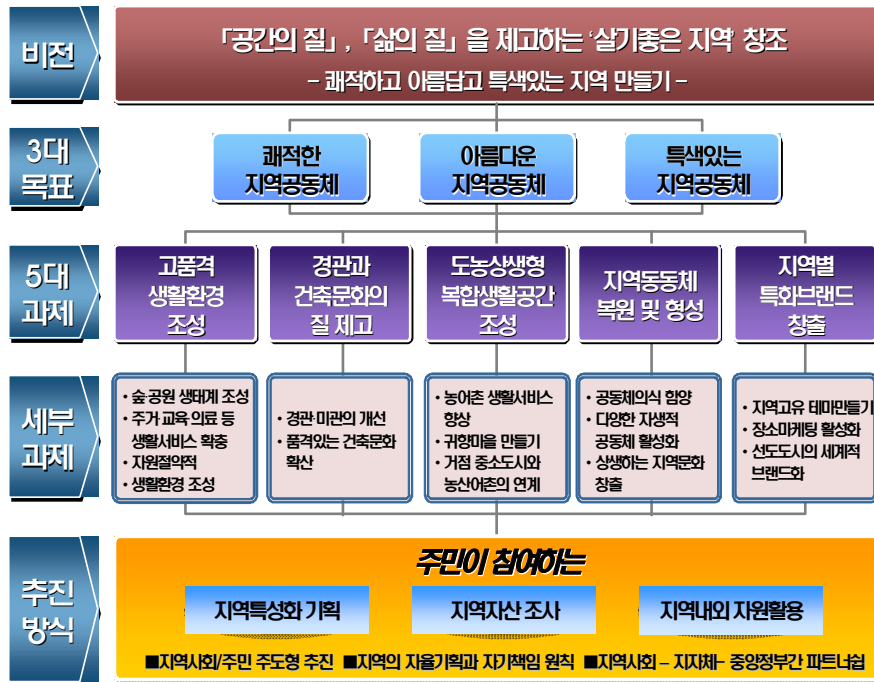 비전
「공간의 질」, 「삶의 질」을 제고하는 '살기좋은 지역' 창조
– 쾌적하고 아름답고 특색있는 지역 만들기 –
3대
목표
쾌적한
지역공동체
아름다운
지역공동체
특색있는
지역공동체
5대
과제
고품격
생활환경
조성
경관과
건축문화의
질 제고
도농상생형
복합생활공간
조성
지역동동체
복원 및 형성
지역별
특화브랜드
창출
세부
과제
• 숲·공원 생태계 조성
• 주거·교육·의료 등
생활서비스 확충
• 자원절약적
• 생활환경 조성
• 경관·미관의 개선
• 품격있는 건축문화
확산
• 농어촌 생활서비스
향상
• 귀향마을 만들기
• 거점 중소도시와
농산어촌의 연계
• 공동체의식 함양
• 다양한 자생적
공동체 활성화
• 상생하는 지역문화
창출
• 지역고유 테마만들기
• 장소마케팅 활성화
• 선도도시의 세계적
브랜드화
추진
방식
주민이 참여하는
지역특성화 기획
지역자산 조사
지역내외 자원활용
■지역사회/주민 주도형 추진 ■지역의 자율기획과 자기책임 원칙 ■지역사회 – 지자체– 중앙정부간 파트너쉽